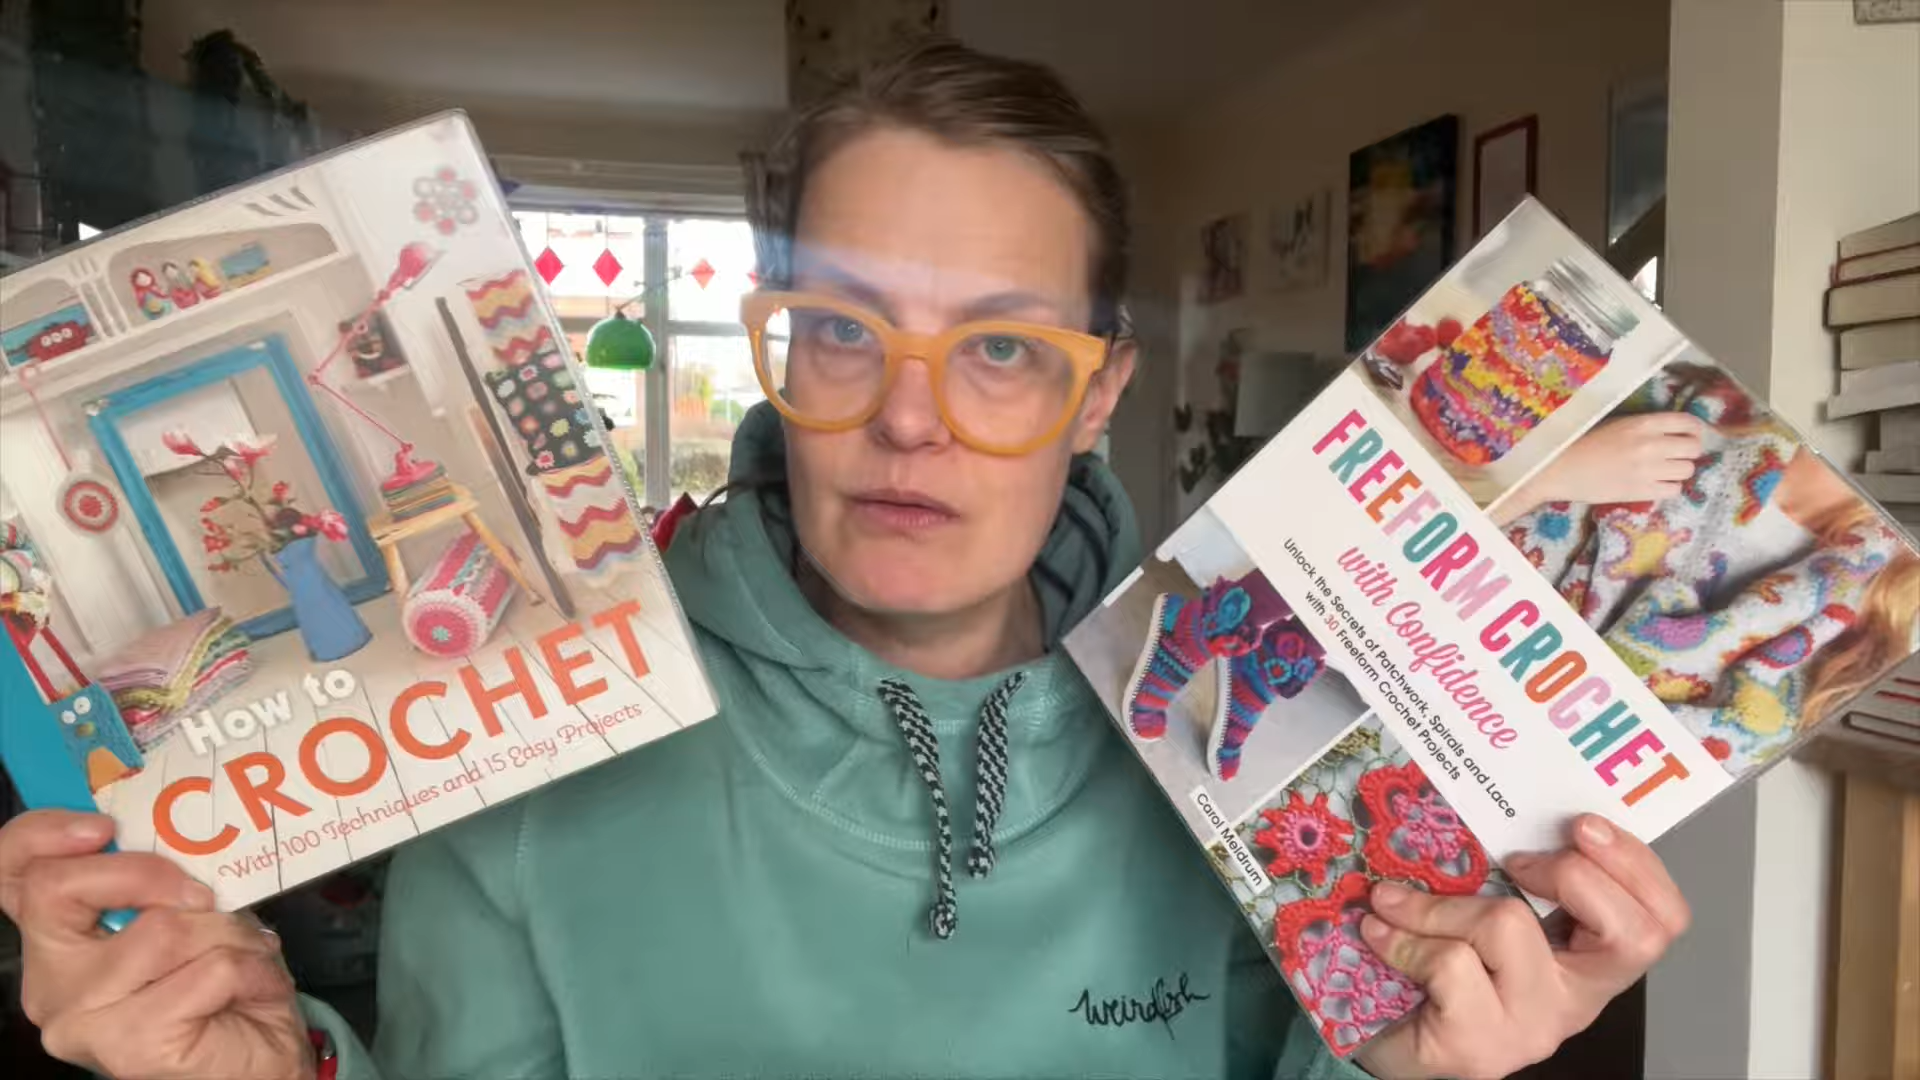 How to
CROCHET
With 100 Techniques and 15 Easy Projects
FREEFORM CROCHET
with Confidence
Unlock the Secrets of Patchwork, Spirals and Lace
with 30 Freeform Crochet Projects
Carol Meldrum
weirdfish